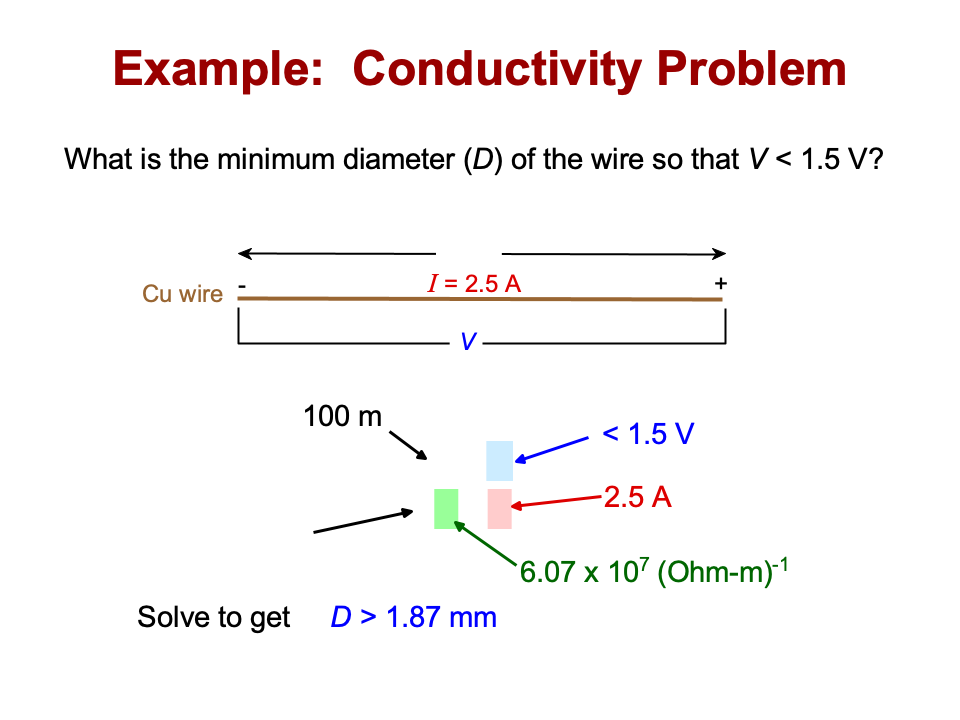 Example: Conductivity Problem
What is the minimum diameter (D) of the wire so that V < 1.5 V?
Cu wire - I = 2.5 A +
V
100 m
< 1.5 V
2.5 A
6.07 x 10⁷ (Ohm-m)⁻¹
Solve to get D > 1.87 mm